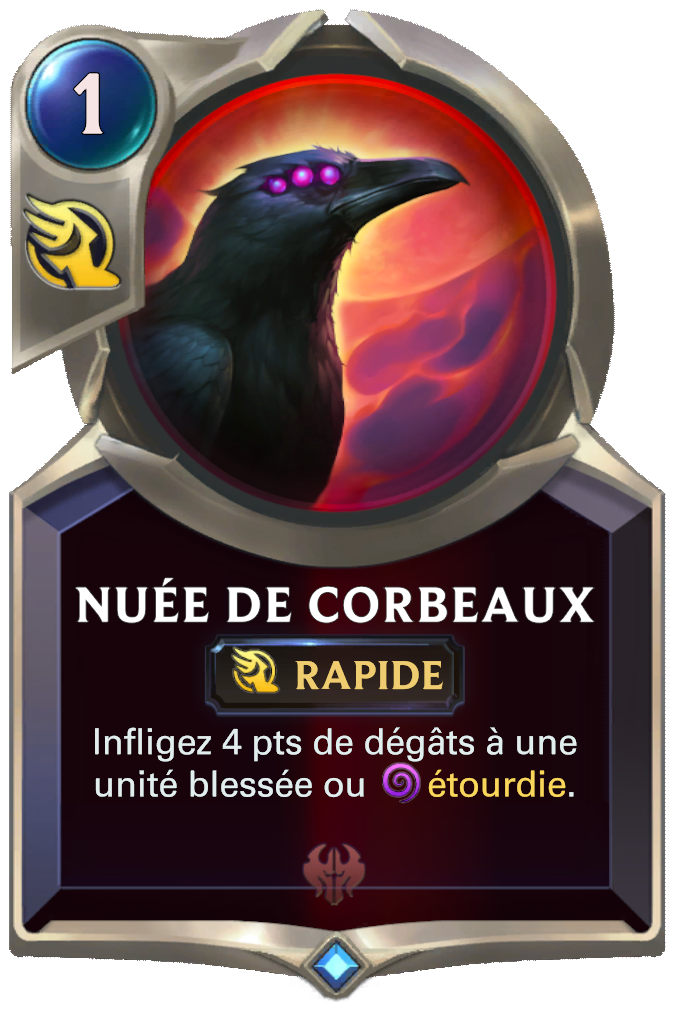 1
NUÉE DE CORBEAUX
RAPIDE
Infligez 4 pts de dégâts à une
unité blessée ou étourdie.